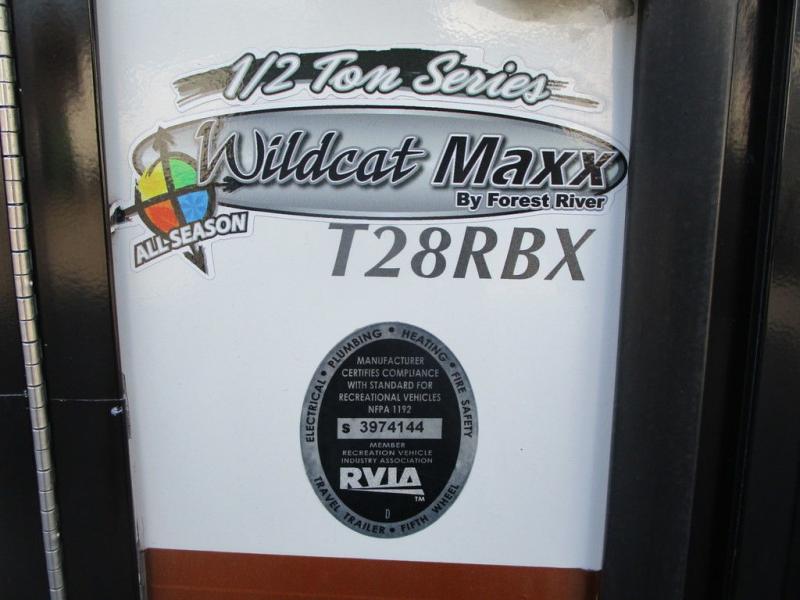 1/2 Ton Series
Wildcat Maxx
By Forest River
ALL SEASON
T28RBX
ELECTRICAL • PLUMBING • HEATING • FIRE SAFETY
MANUFACTURER
CERTIFIES COMPLIANCE
WITH STANDARD FOR
RECREATIONAL VEHICLES
NFPA 1192
S 3974144
MEMBER
RECREATION VEHICLE
INDUSTRY ASSOCIATION
RVIA
TM
D
TRAVEL TRAILER • FIFTH WHEEL